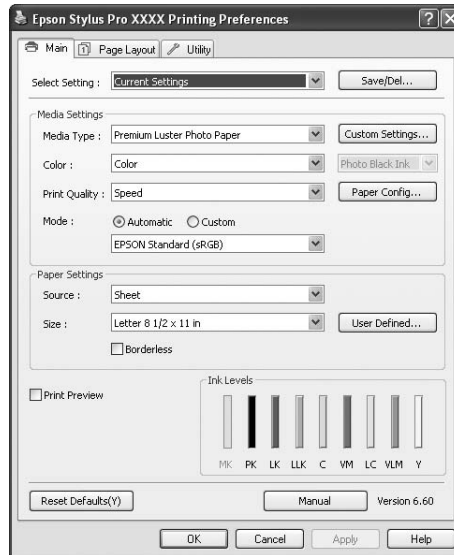 Epson Stylus Pro XXXX Printing Preferences
Main Page Layout Utility
Select Setting : Current Settings Save/Del...
Media Settings
Media Type : Premium Luster Photo Paper Custom Settings...
Color : Color Photo Black Ink
Print Quality : Speed Paper Config...
Mode : Automatic Custom
EPSON Standard (sRGB)
Paper Settings
Source : Sheet
Size : Letter 8 1/2 x 11 in User Defined...
Borderless
Print Preview
Ink Levels
MK PK LK LLK C VM LC VLM Y
Reset Defaults(Y) Manual Version 6.60
OK Cancel Apply Help